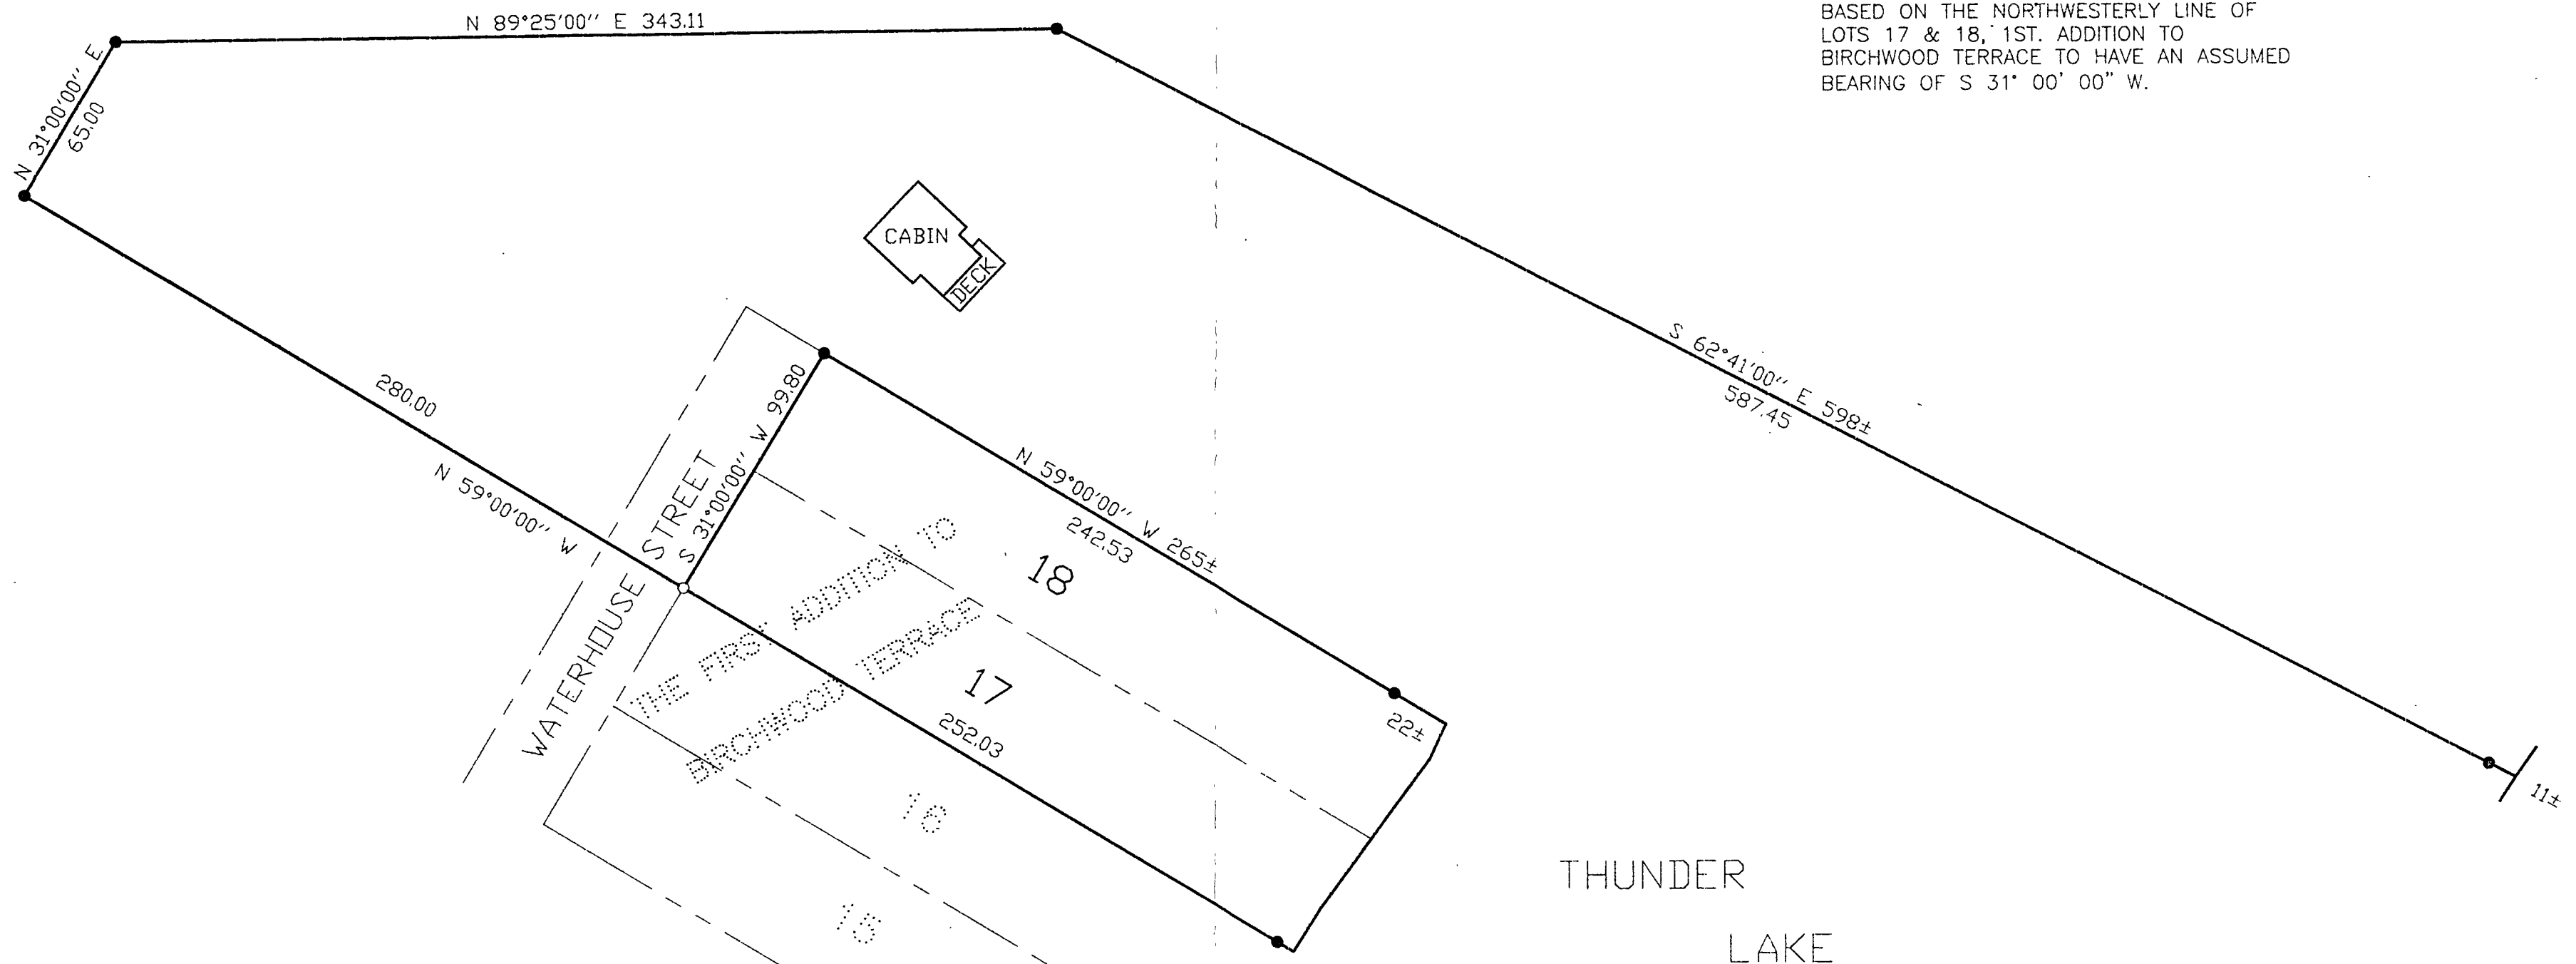 BASED ON THE NORTHWESTERLY LINE OF
LOTS 17 & 18, 1ST. ADDITION TO
BIRCHWOOD TERRACE TO HAVE AN ASSUMED
BEARING OF S 31° 00' 00" W.
N 89°25'00" E 343.11
N 31°00'00" E
65.00
CABIN
DECK
S 62°41'00" E 598±
587.45
280.00
N 59°00'00" W
S 31°00'00" W 99.80
WATERHOUSE STREET
N 59°00'00" W 265±
242.53
18
THE FIRST ADDITION TO
BIRCHWOOD TERRACE
17
252.03
22±
11±
16
15
THUNDER
LAKE